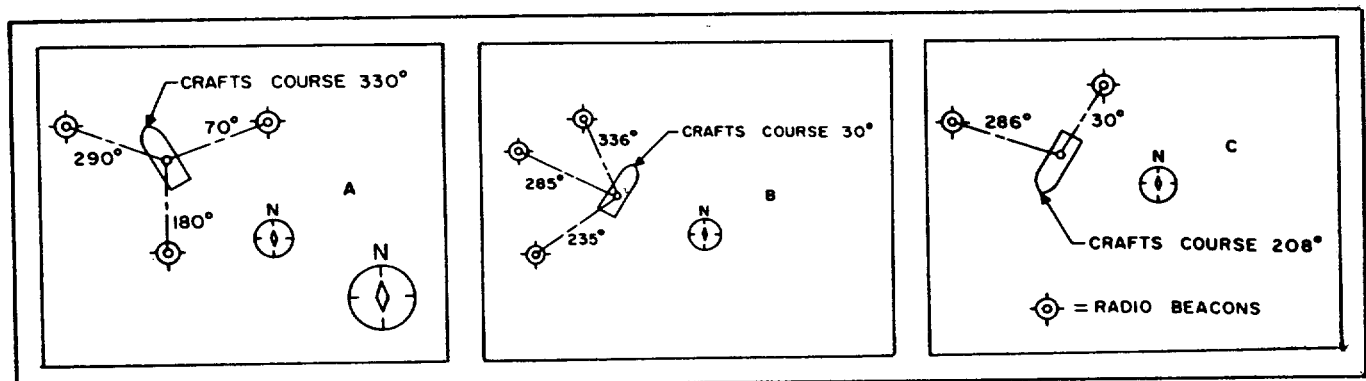 CRAFTS COURSE 330°
70°
290°
180°
A
N
N
336°
CRAFTS COURSE 30°
285°
235°
B
N
286°
30°
C
N
CRAFTS COURSE 208°
= RADIO BEACONS